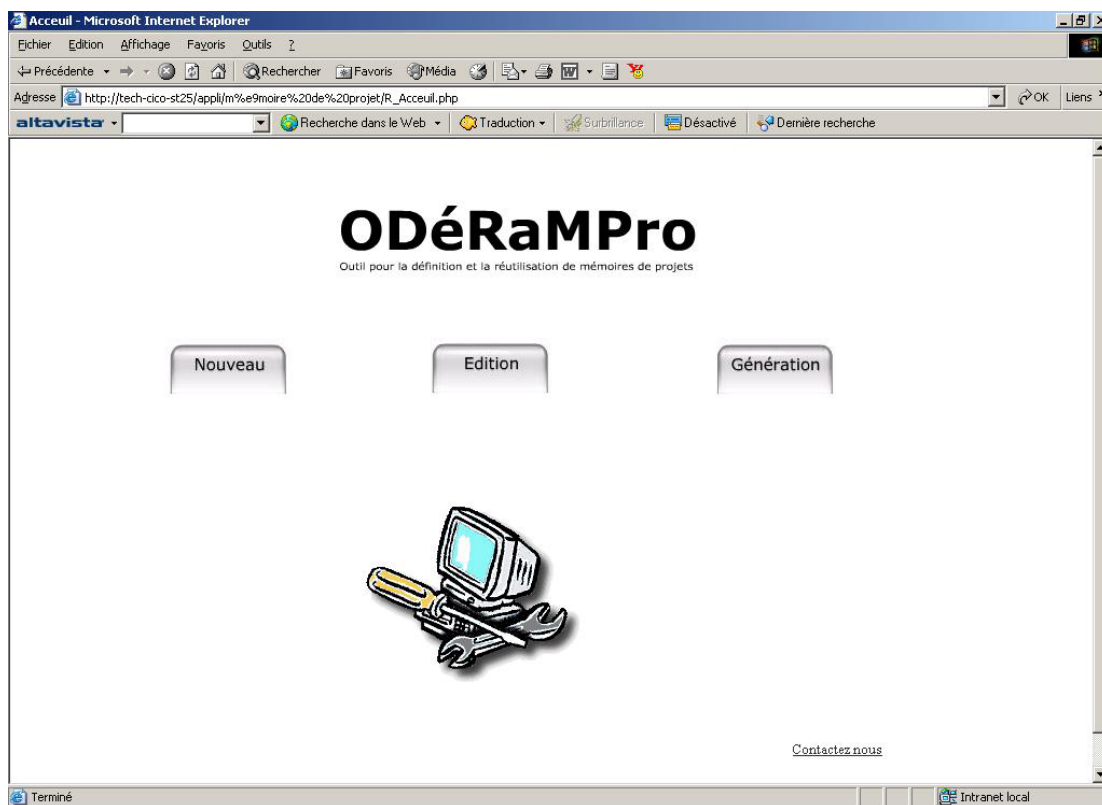 Acceuil - Microsoft Internet Explorer
Fichier Edition Affichage Favoris Outils ?
Précédente Rechercher Favoris Média
Adresse http://tech-cico-st25/appli/m%e9moire%20de%20projet/R_Acceuil.php OK Liens
altavista Recherche dans le Web Traduction Surbrillance Désactivé Dernière recherche
ODéRaMPro
Outil pour la définition et la réutilisation de mémoires de projets
Nouveau Edition Génération
Contactez nous
Terminé Intranet local